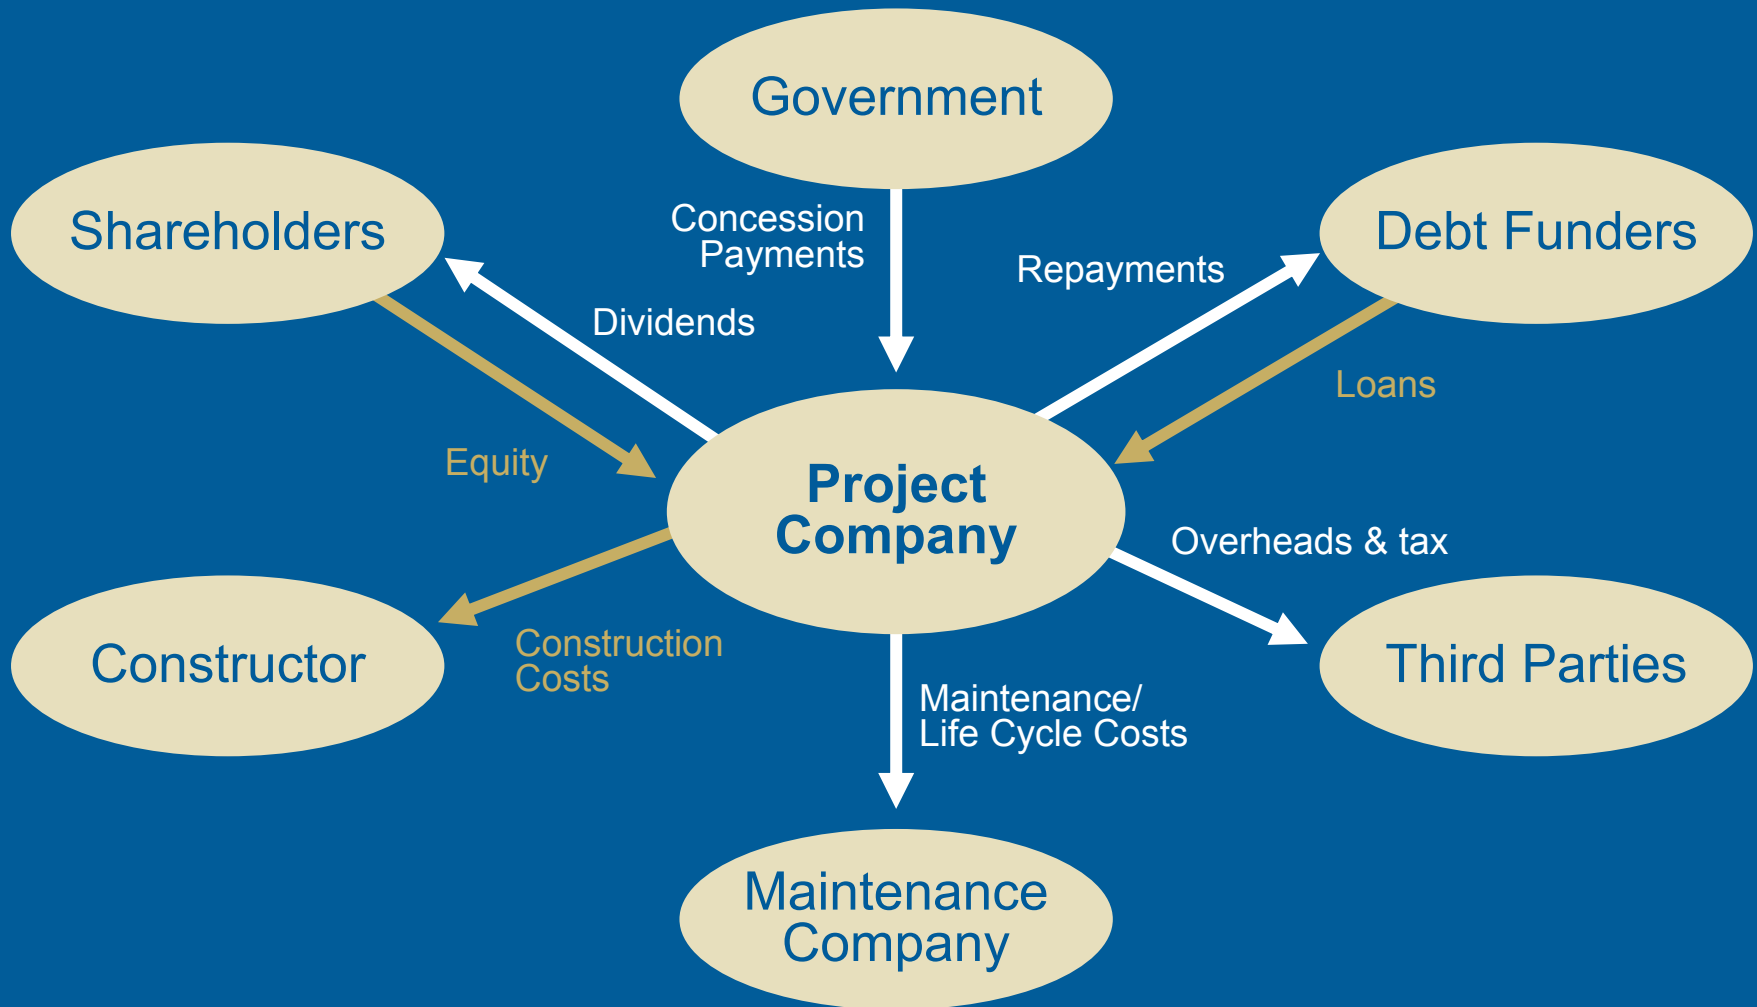 Government
Shareholders
Debt Funders
Concession
Payments
Repayments
Dividends
Loans
Equity
Project
Company
Overheads & tax
Constructor
Construction
Costs
Third Parties
Maintenance/
Life Cycle Costs
Maintenance
Company